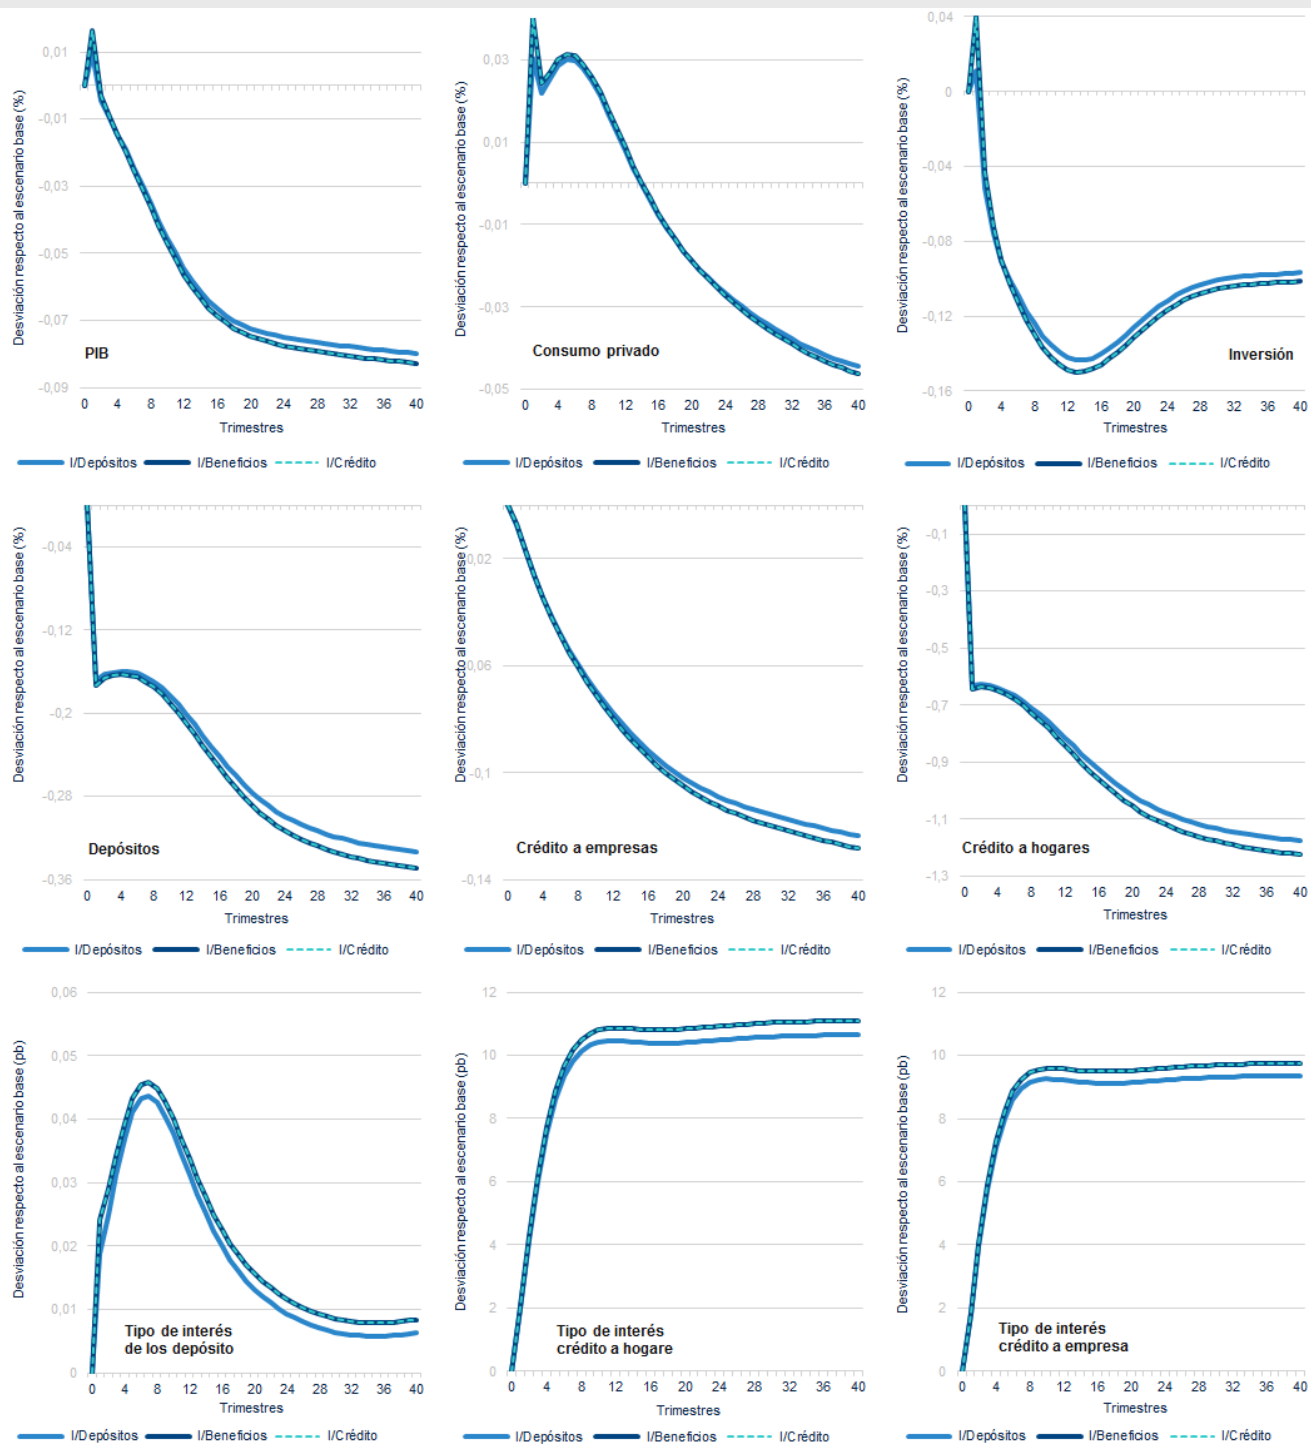 Desviación respecto al escenario base (%)
0,01
-0,01
-0,03
-0,05
-0,07
-0,09
PIB
0 4 8 12 16 20 24 28 32 36 40
Trimestres
I/Depósitos I/Beneficios I/Crédito
Desviación respecto al escenario base (%)
0,03
0,01
-0,01
-0,03
-0,05
Consumo privado
0 4 8 12 16 20 24 28 32 36 40
Trimestres
I/Depósitos I/Beneficios I/Crédito
Desviación respecto al escenario base (%)
0,04
0
-0,04
-0,08
-0,12
-0,16
Inversión
0 4 8 12 16 20 24 28 32 36 40
Trimestres
I/Depósitos I/Beneficios I/Crédito
Desviación respecto al escenario base (%)
-0,04
-0,12
-0,2
-0,28
-0,36
Depósitos
0 4 8 12 16 20 24 28 32 36 40
Trimestres
I/Depósitos I/Beneficios I/Crédito
Desviación respecto al escenario base (%)
-0,02
-0,06
-0,1
-0,14
Crédito a empresas
0 4 8 12 16 20 24 28 32 36 40
Trimestres
I/Depósitos I/Beneficios I/Crédito
Desviación respecto al escenario base (%)
-0,1
-0,3
-0,5
-0,7
-0,9
-1,1
-1,3
Crédito a hogares
0 4 8 12 16 20 24 28 32 36 40
Trimestres
I/Depósitos I/Beneficios I/Crédito
Desviación respecto al escenario base (pb)
0,06
0,05
0,04
0,03
0,02
0,01
0
Tipo de interés
de los depósito
0 4 8 12 16 20 24 28 32 36 40
Trimestres
I/Depósitos I/Beneficios I/Crédito
Desviación respecto al escenario base (pb)
12
10
8
6
4
2
0
Tipo de interés
crédito a hogare
0 4 8 12 16 20 24 28 32 36 40
Trimestres
I/Depósitos I/Beneficios I/Crédito
Desviación respecto al escenario base (pb)
12
10
8
6
4
2
0
Tipo de interés
crédito a empresa
0 4 8 12 16 20 24 28 32 36 40
Trimestres
I/Depósitos I/Beneficios I/Crédito